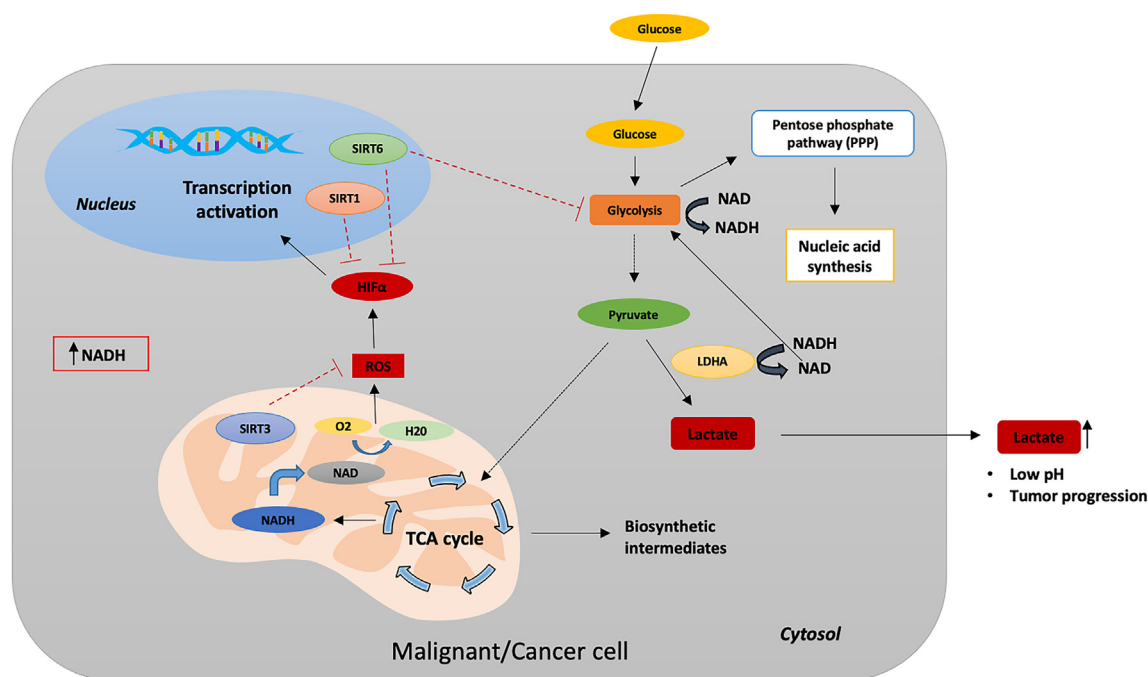 Glucose
Glucose
Pentose phosphate
pathway (PPP)
SIRT6
Transcription
activation
Nucleus
SIRT1
Glycolysis
NAD
NADH
Nucleic acid
synthesis
HIFα
Pyruvate
↑ NADH
ROS
LDHA
NADH
NAD
SIRT3
O2
H20
Lactate
Lactate ↑
• Low pH
• Tumor progression
NAD
NADH
TCA cycle
Biosynthetic
intermediates
Cytosol
Malignant/Cancer cell